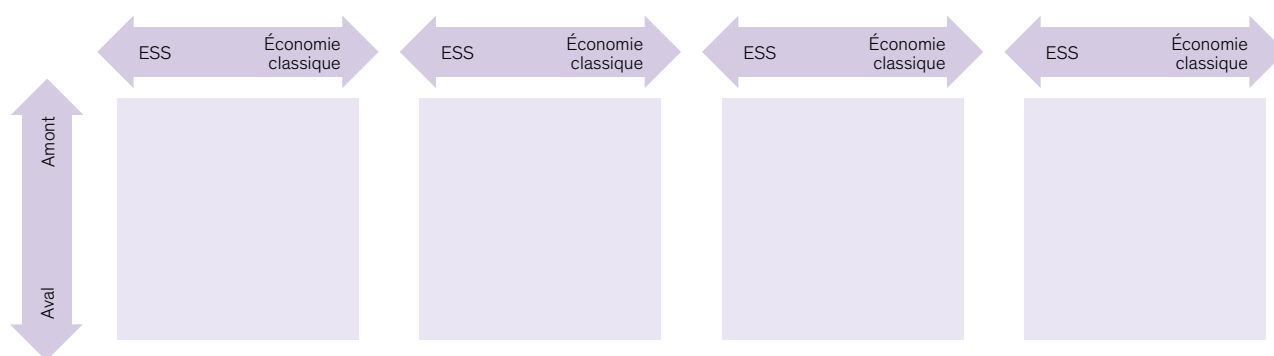 ESS
Économie
classique
ESS
Économie
classique
ESS
Économie
classique
ESS
Économie
classique
Amont
Aval